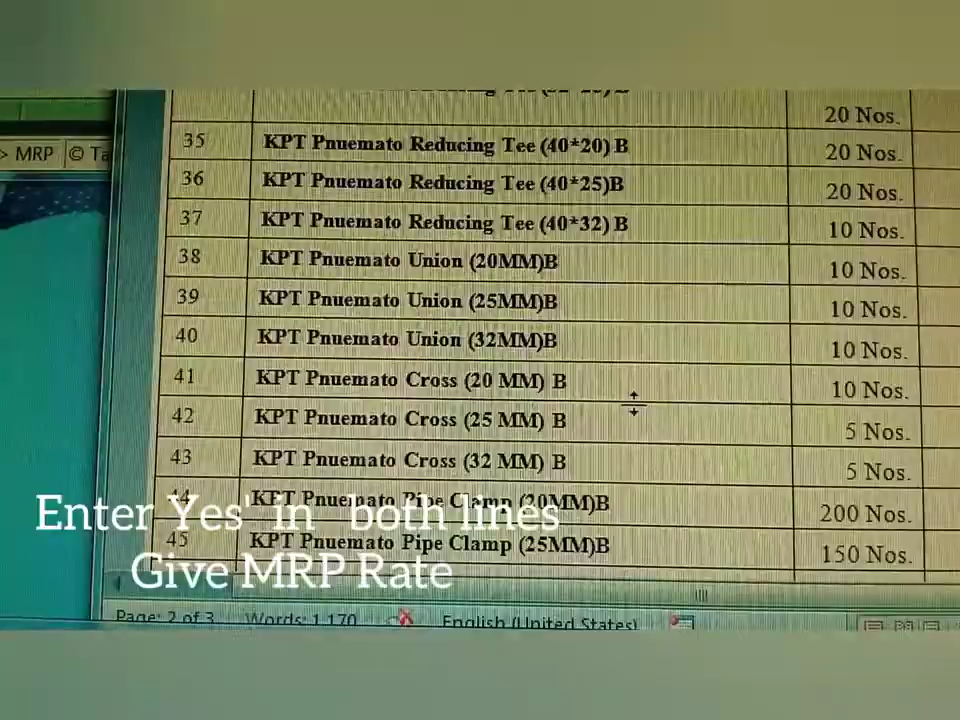 20 Nos.
> MRP © Ta
35 KPT Pnuemato Reducing Tee (40*20) B 20 Nos.
36 KPT Pnuemato Reducing Tee (40*25)B 20 Nos.
37 KPT Pnuemato Reducing Tee (40*32) B 10 Nos.
38 KPT Pnuemato Union (20MM)B 10 Nos.
39 KPT Pnuemato Union (25MM)B 10 Nos.
40 KPT Pnuemato Union (32MM)B 10 Nos.
41 KPT Pnuemato Cross (20 MM) B 10 Nos.
42 KPT Pnuemato Cross (25 MM) B 5 Nos.
43 KPT Pnuemato Cross (32 MM) B 5 Nos.
44 KPT Pnuemato Pipe Clamp (20MM)B 200 Nos.
Enter Yes' in' 'both lines
45 KPT Pnuemato Pipe Clamp (25MM)B 150 Nos.
Give MRP Rate
Page: 2 of 3 Words: 1,170 English (United States)